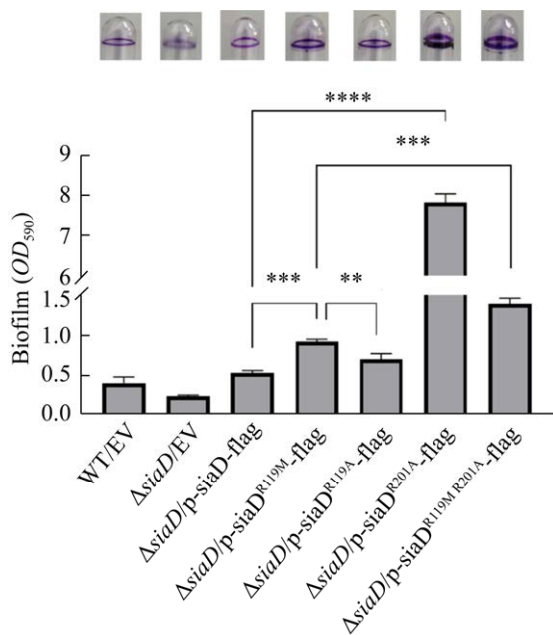 ****
***
9
8
7
6
*** **
1.5
1.0
0.5
0.0
Biofilm (OD₅₉₀)
WT/EV
ΔsiaD/EV
ΔsiaD/p-siaD-flag
ΔsiaD/p-siaDᴿ¹¹⁹ᴹ-flag
ΔsiaD/p-siaDᴿ¹¹⁹ᴬ-flag
ΔsiaD/p-siaDᴿ²⁰¹ᴬ-flag
ΔsiaD/p-siaDᴿ¹¹⁹ᴹ ᴿ²⁰¹ᴬ-flag